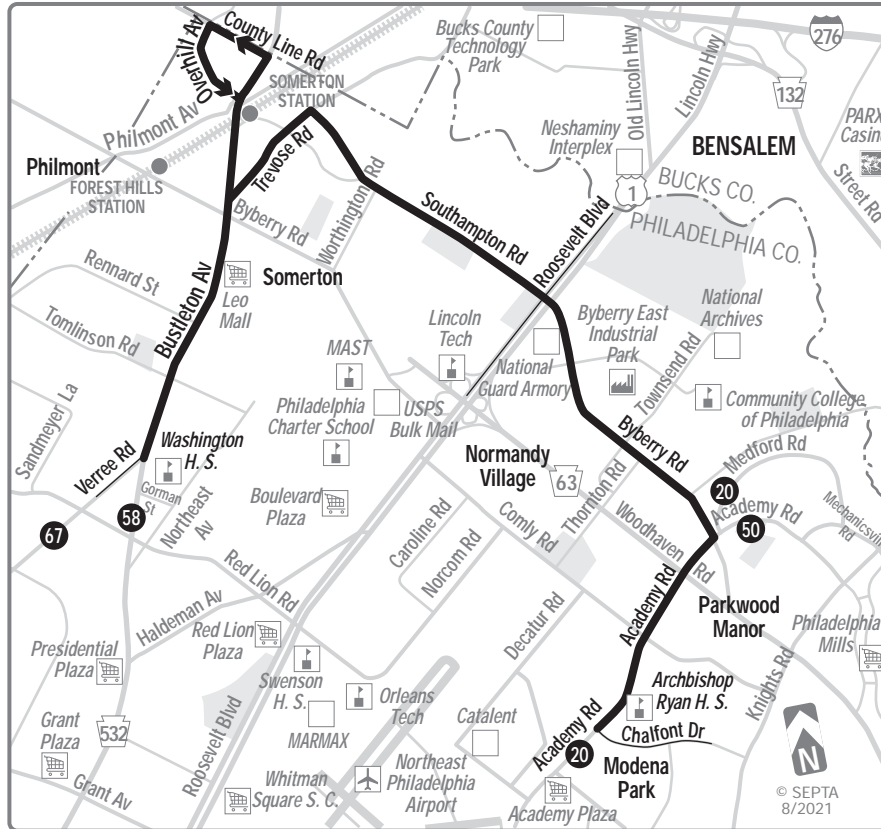 Overhill Av
County Line Rd
SOMERTON
STATION
Bucks County
Technology
Park
Old Lincoln Hwy
Lincoln Hwy
276
132
PARX
Casino
Street Rd
Philmont Av
Philmont
FOREST HILLS
STATION
Trevose Rd
Neshaminy
Interplex
BENSALEM
1
BUCKS CO.
PHILADELPHIA CO.
Byberry Rd
Worthington Rd
Southampton Rd
Roosevelt Blvd
Rennard St
Somerton
Leo
Mall
Bustleton Av
Tomlinson Rd
Lincoln
Tech
National
Guard Armory
Byberry East
Industrial
Park
National
Archives
Townsend Rd
MAST
USPS
Bulk Mail
Philadelphia
Charter School
Community College
of Philadelphia
Sandmeyer La
Verree Rd
Washington
H. S.
Gorman
St
Northeast
Av
Normandy
Village
63
Byberry Rd
Medford Rd
Boulevard
Plaza
Thornton Rd
Woodhaven Rd
20
Academy Rd
50
Mechanicsville
Rd
67
58
Comly Rd
Caroline Rd
Norcom Rd
Red Lion Rd
Haldeman Av
Academy Rd
Parkwood
Manor
Decatur Rd
Philadelphia
Mills
Presidential
Plaza
Red Lion
Plaza
Swenson
H. S.
Orleans
Tech
MARMAX
Catalent
Knights Rd
Archbishop
Ryan H. S.
Academy Rd
Chalfont Dr
20
Modena
Park
532
Grant
Plaza
Grant Av
Roosevelt Blvd
Whitman
Square S. C.
Northeast
Philadelphia
Airport
Academy Plaza
N
© SEPTA
8/2021